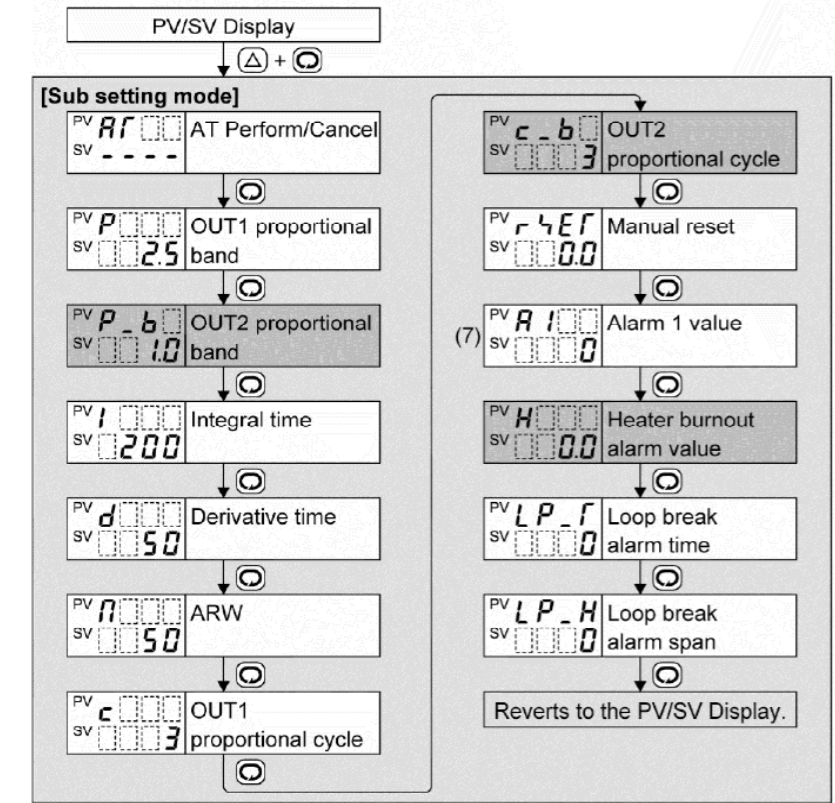 PV/SV Display
△ + ↻
[Sub setting mode]
PV AT
SV ----
AT Perform/Cancel
PV P
SV 2.5
OUT1 proportional
band
PV P_b
SV 1.0
OUT2 proportional
band
PV I
SV 200
Integral time
PV d
SV 50
Derivative time
PV A
SV 50
ARW
PV c
SV 3
OUT1
proportional cycle
PV c_b
SV 3
OUT2
proportional cycle
PV rSET
SV 0.0
Manual reset
(7)
PV A1
SV 0
Alarm 1 value
PV H
SV 0.0
Heater burnout
alarm value
PV LP_T
SV 0
Loop break
alarm time
PV LP_H
SV 0
Loop break
alarm span
Reverts to the PV/SV Display.